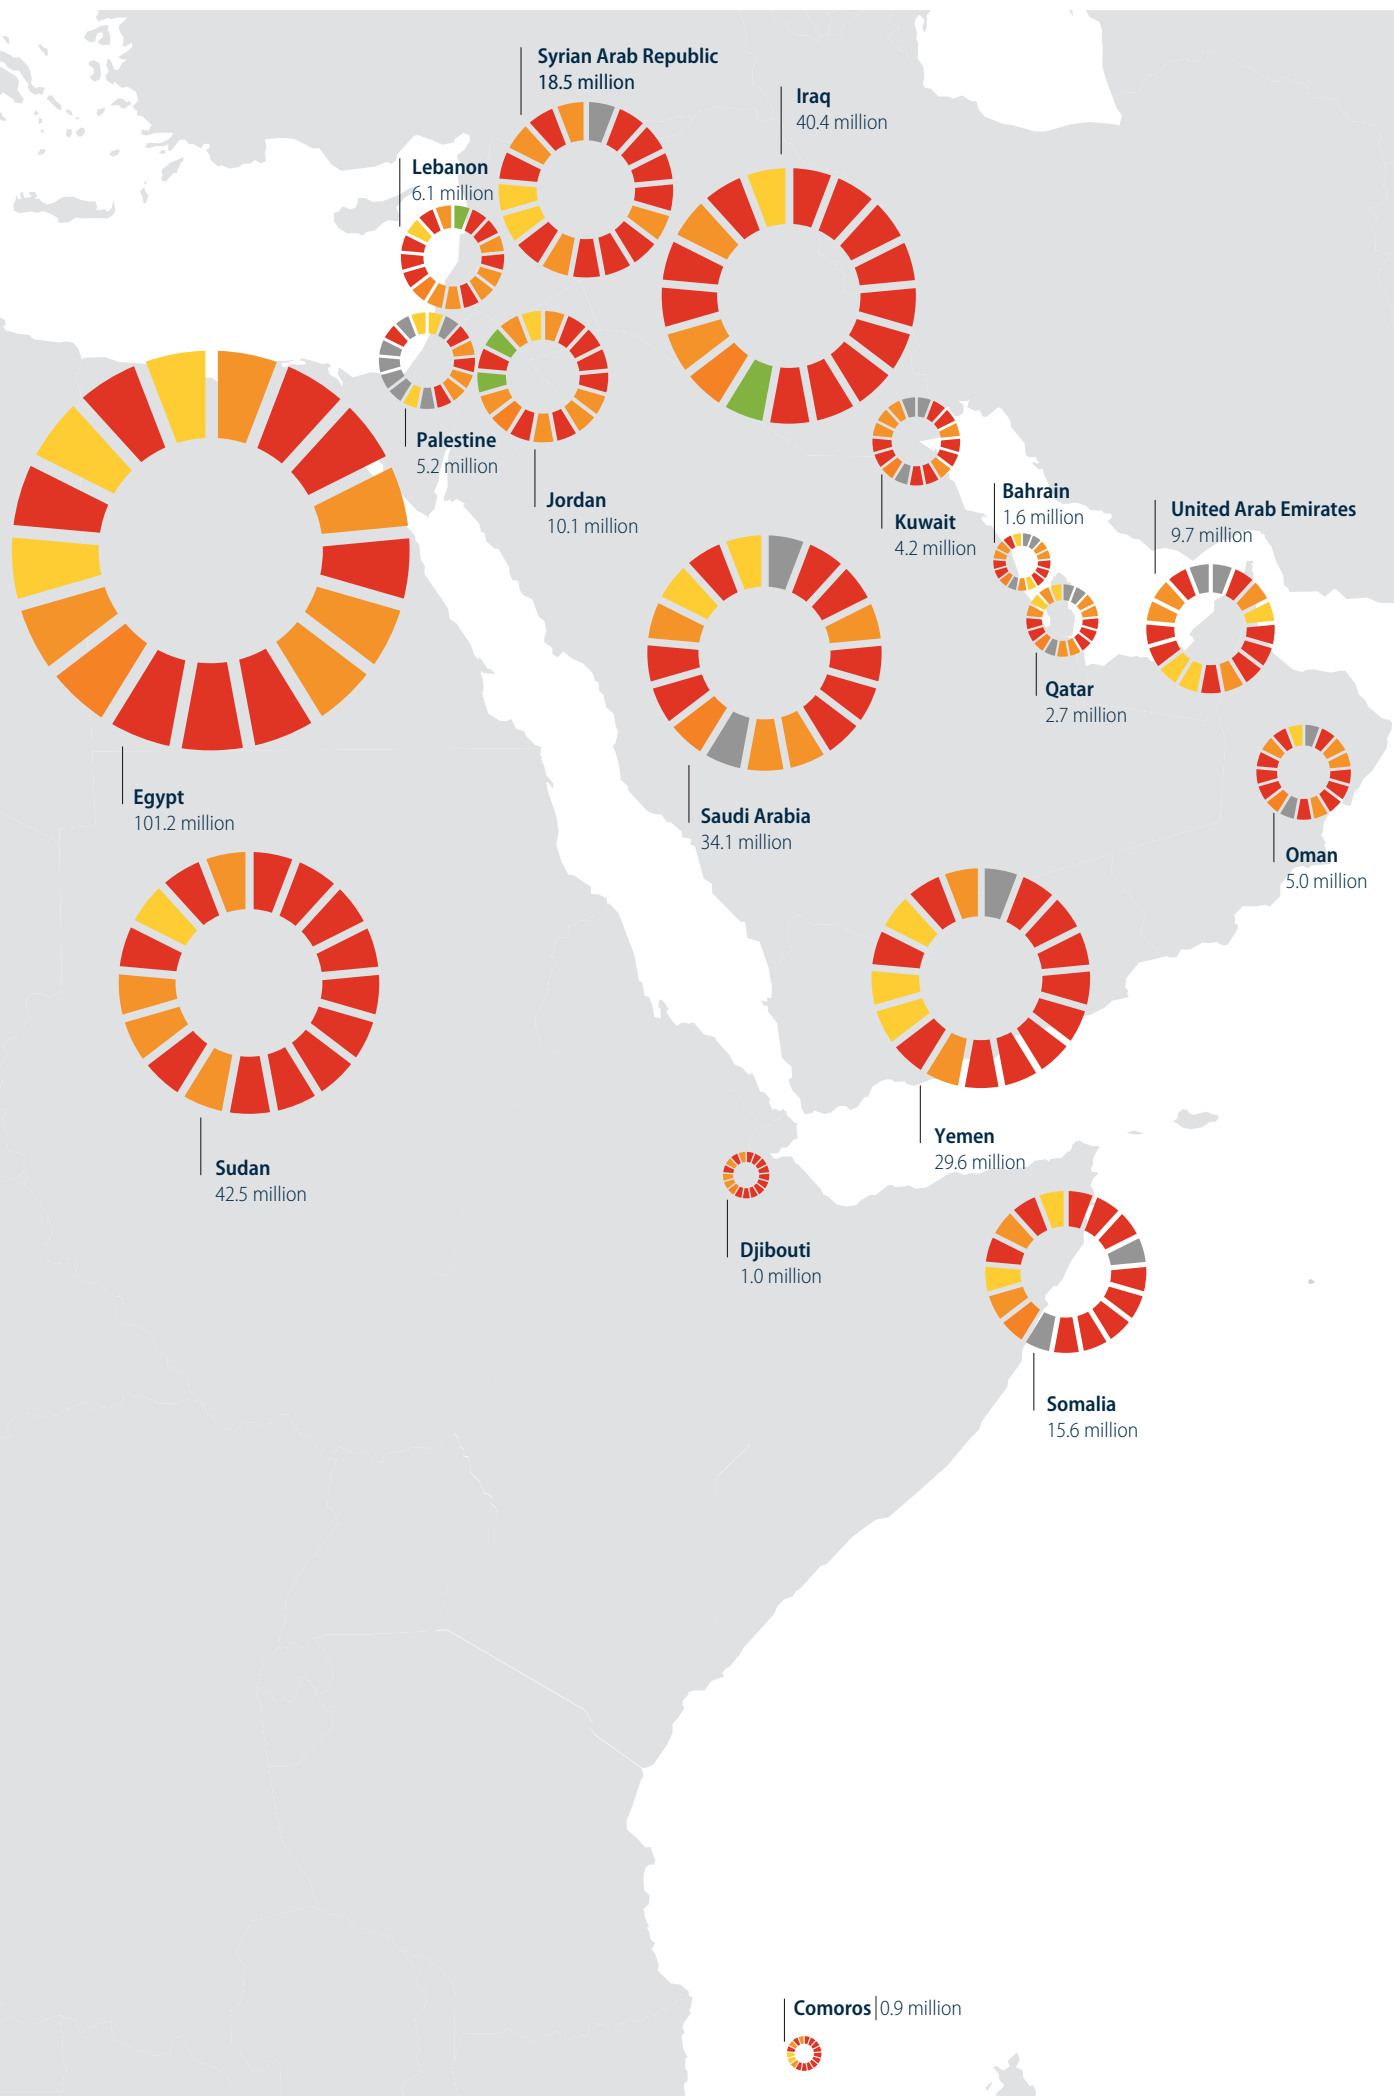 Syrian Arab Republic
18.5 million
Iraq
40.4 million
Lebanon
6.1 million
Palestine
5.2 million
Jordan
10.1 million
Kuwait
4.2 million
Bahrain
1.6 million
United Arab Emirates
9.7 million
Qatar
2.7 million
Egypt
101.2 million
Saudi Arabia
34.1 million
Oman
5.0 million
Sudan
42.5 million
Yemen
29.6 million
Djibouti
1.0 million
Somalia
15.6 million
Comoros 0.9 million